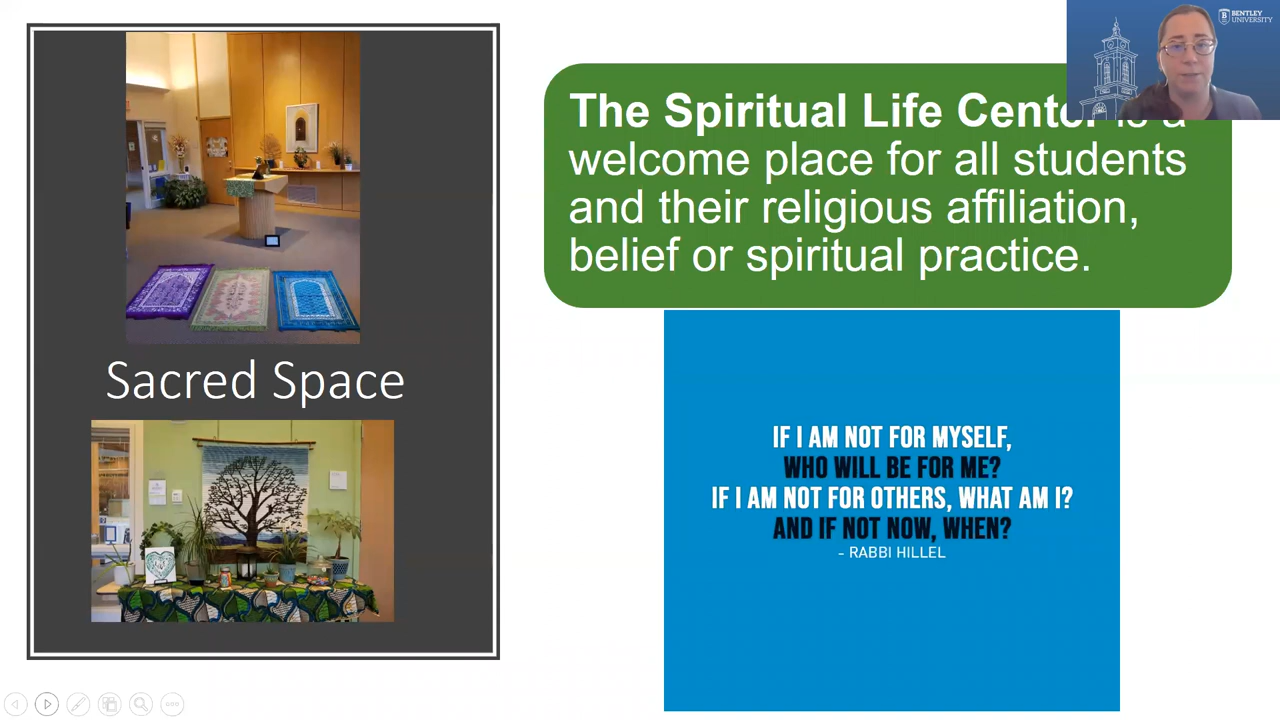 BENTLEY
UNIVERSITY
The Spiritual Life Center is a
welcome place for all students
and their religious affiliation,
belief or spiritual practice.
Sacred Space
IF I AM NOT FOR MYSELF,
WHO WILL BE FOR ME?
IF I AM NOT FOR OTHERS, WHAT AM I?
AND IF NOT NOW, WHEN?
- RABBI HILLEL